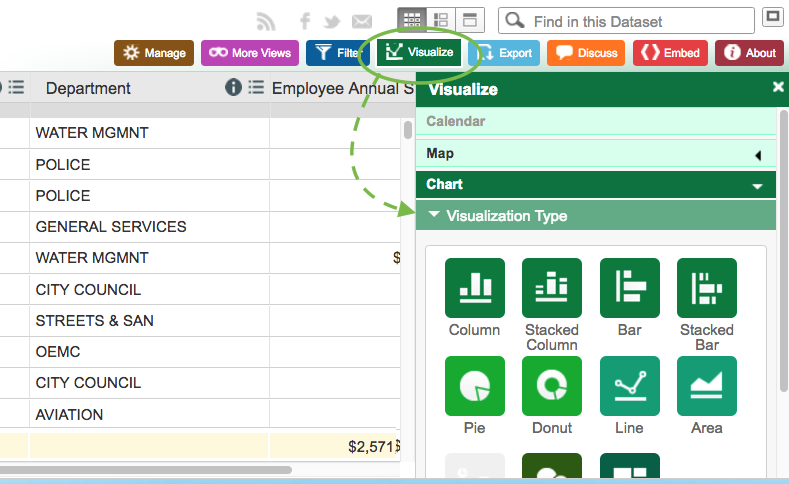 Find in this Dataset
Manage
More Views
Filter
Visualize
Export
Discuss
Embed
About
Department
Employee Annual S
Visualize
Calendar
WATER MGMNT
Map
POLICE
Chart
POLICE
Visualization Type
GENERAL SERVICES
WATER MGMNT
$
CITY COUNCIL
STREETS & SAN
OEMC
CITY COUNCIL
AVIATION
$2,571
Column
Stacked
Column
Bar
Stacked
Bar
Pie
Donut
Line
Area